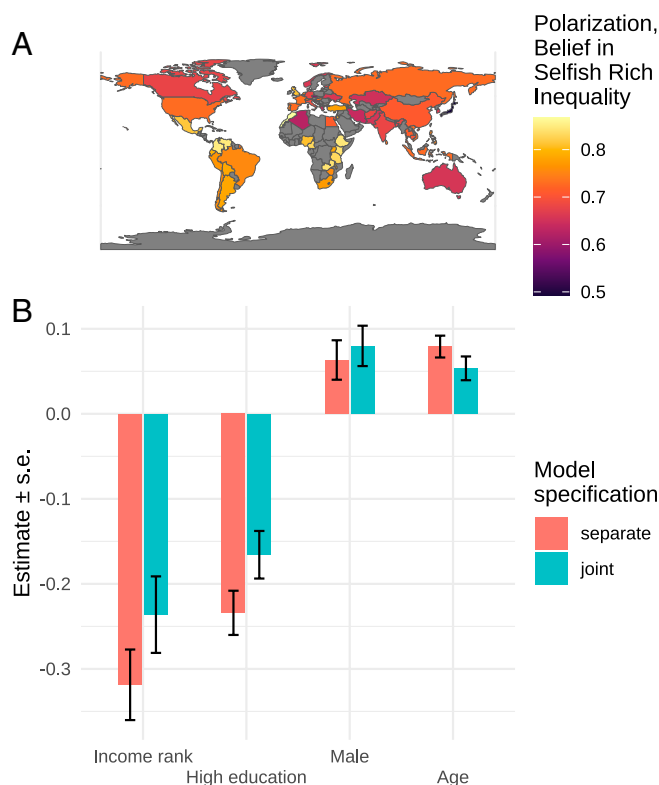 A
Polarization,
Belief in
Selfish Rich
Inequality
0.8
0.7
0.6
0.5
B
0.1
0.0
-0.1
-0.2
-0.3
Estimate ± s.e.
Income rank
High education
Male
Age
Model
specification
separate
joint